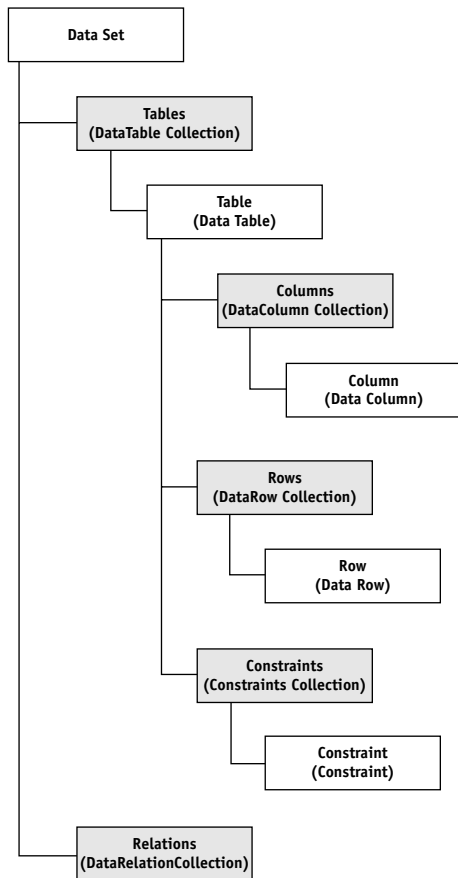 Data Set
Tables
(DataTable Collection)
Table
(Data Table)
Columns
(DataColumn Collection)
Column
(Data Column)
Rows
(DataRow Collection)
Row
(Data Row)
Constraints
(Constraints Collection)
Constraint
(Constraint)
Relations
(DataRelationCollection)